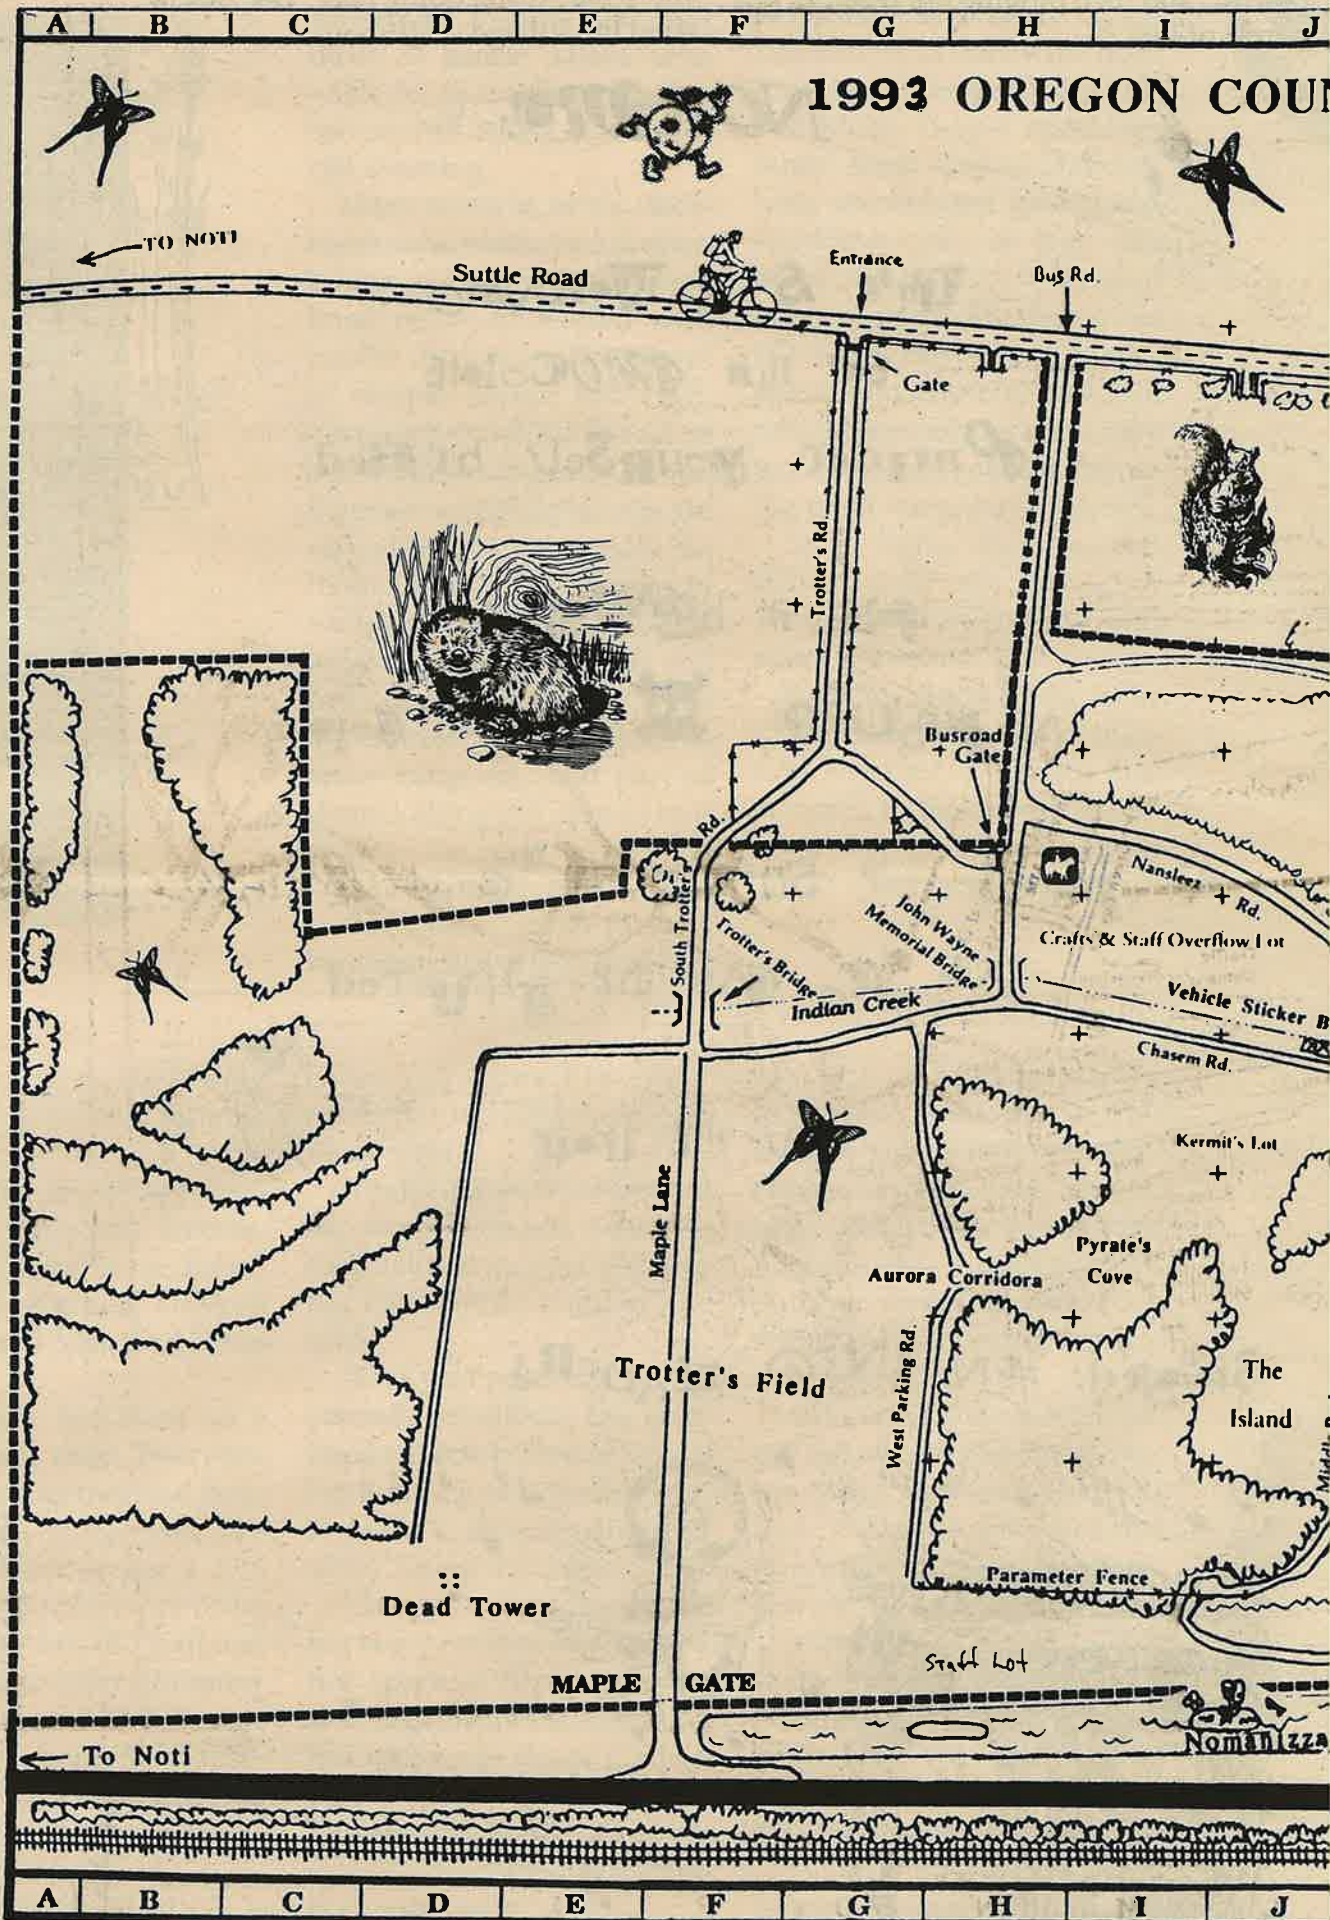 A B C D E F G H I J
1993 OREGON COU
TO NOTI
Suttle Road
Entrance
Bus Rd.
Gate
Trotter's Rd.
Busroad
Gate
Rd.
South Trotter's
Nansleez
Rd.
John Wayne
Memorial Bridge
Trotter's Bridge
Crafts & Staff Overflow Lot
Indian Creek
Vehicle Sticker B
Chasem Rd.
Kermit's Lot
Maple Lane
Pyrate's
Cove
Aurora Corridora
West Parking Rd.
Trotter's Field
The
Island
Parameter Fence
Dead Tower
Staff Lot
MAPLE GATE
Nomanizza
To Noti
A B C D E F G H I J